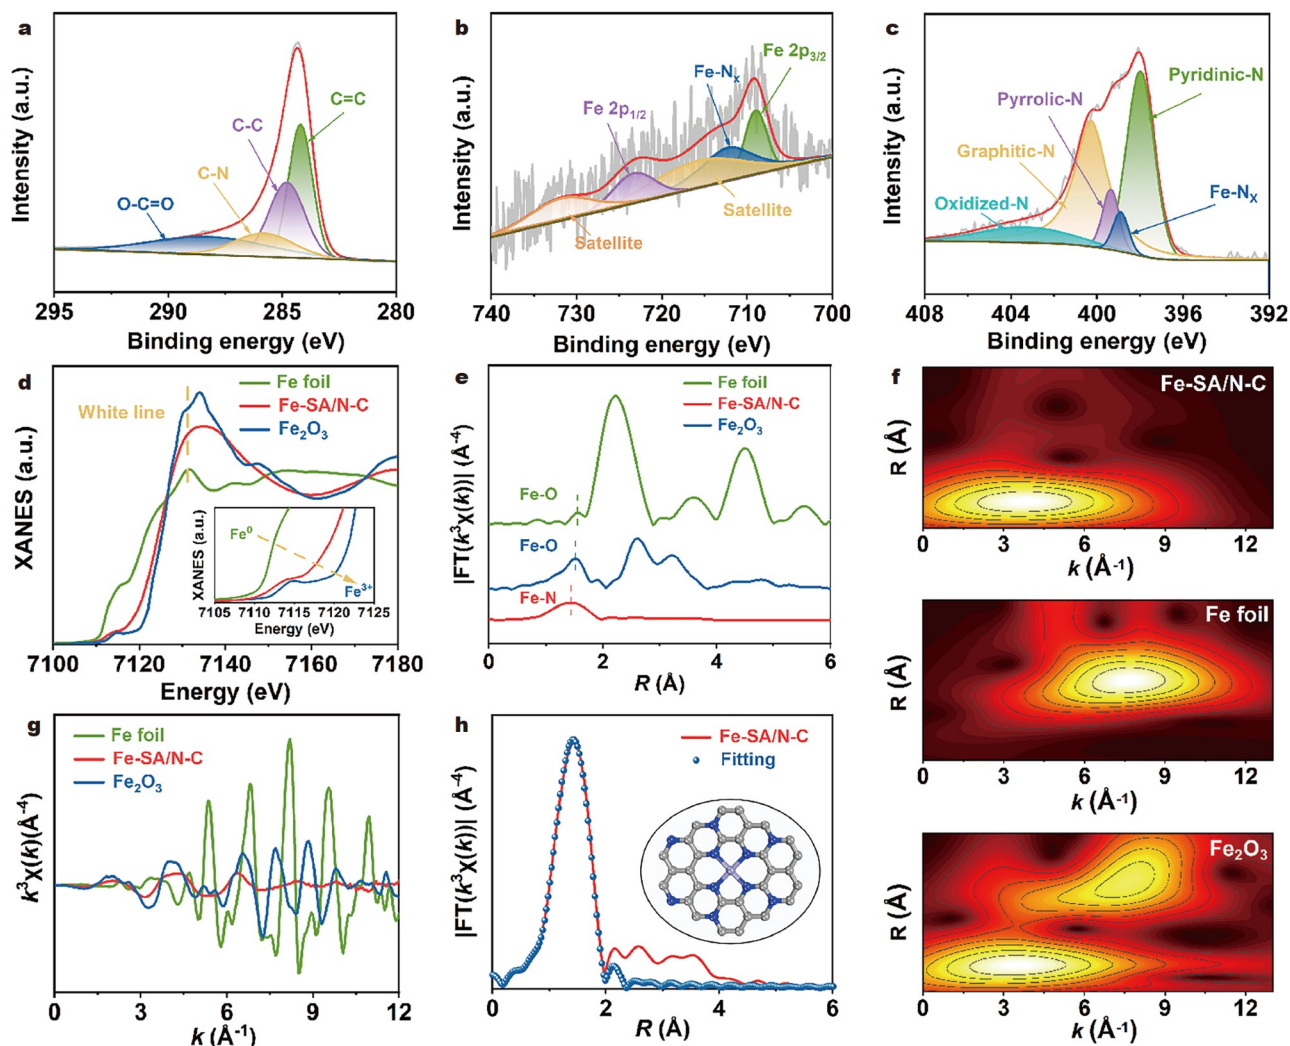 a
Intensity (a.u.)
C=C
C-C
C-N
O-C=O
295 290 285 280
Binding energy (eV)
b
Intensity (a.u.)
Fe 2p3/2
Fe-Nx
Fe 2p1/2
Satellite
Satellite
740 730 720 710 700
Binding energy (eV)
c
Intensity (a.u.)
Pyridinic-N
Pyrrolic-N
Graphitic-N
Oxidized-N
Fe-Nx
408 404 400 396 392
Binding energy (eV)
d
XANES (a.u.)
White line
Fe foil
Fe-SA/N-C
Fe2O3
XANES (a.u.)
Fe0
Fe3+
7105 7110 7115 7120 7125
Energy (eV)
7100 7120 7140 7160 7180
Energy (eV)
e
|FT(k³χ(k))| (Å-4)
Fe foil
Fe-SA/N-C
Fe2O3
Fe-O
Fe-O
Fe-N
0 2 4 6
R (Å)
f
Fe-SA/N-C
R (Å)
0 3 6 9 12
k (Å-1)
Fe foil
R (Å)
0 3 6 9 12
k (Å-1)
Fe2O3
R (Å)
0 3 6 9 12
k (Å-1)
g
k³χ(k)(Å-4)
Fe foil
Fe-SA/N-C
Fe2O3
0 3 6 9 12
k (Å-1)
h
|FT(k³χ(k))| (Å-4)
Fe-SA/N-C
Fitting
0 2 4 6
R (Å)